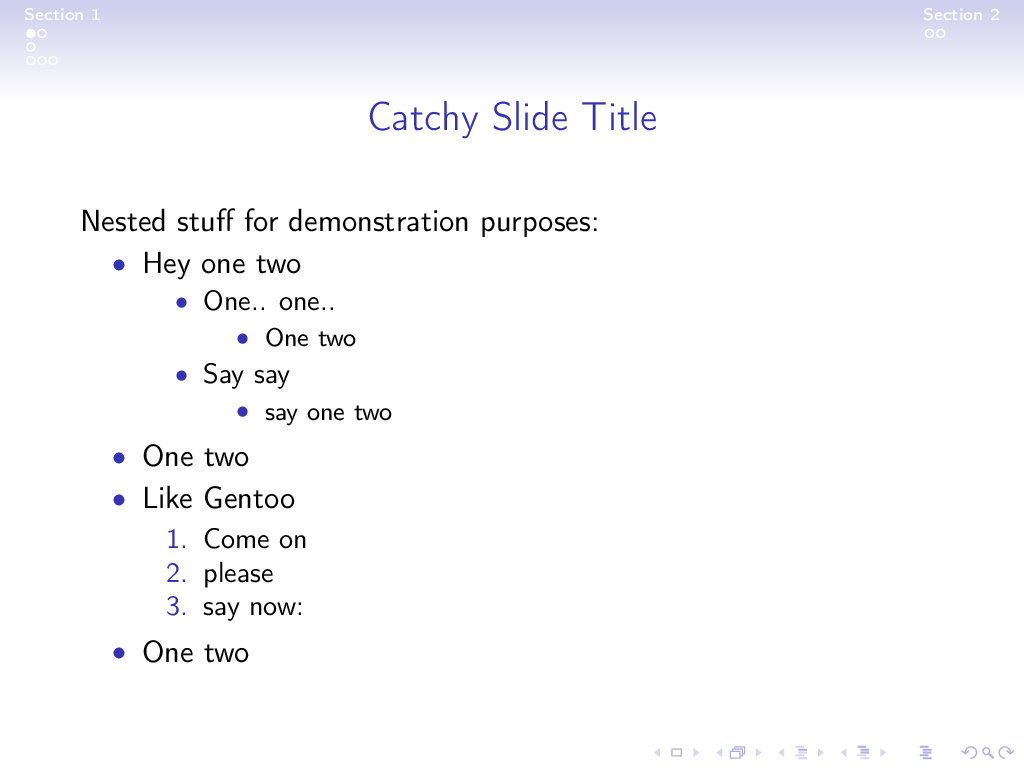 Section 1
Section 2
Catchy Slide Title
Nested stuff for demonstration purposes:
• Hey one two
• One.. one..
• One two
• Say say
• say one two
• One two
• Like Gentoo
1. Come on
2. please
3. say now:
• One two